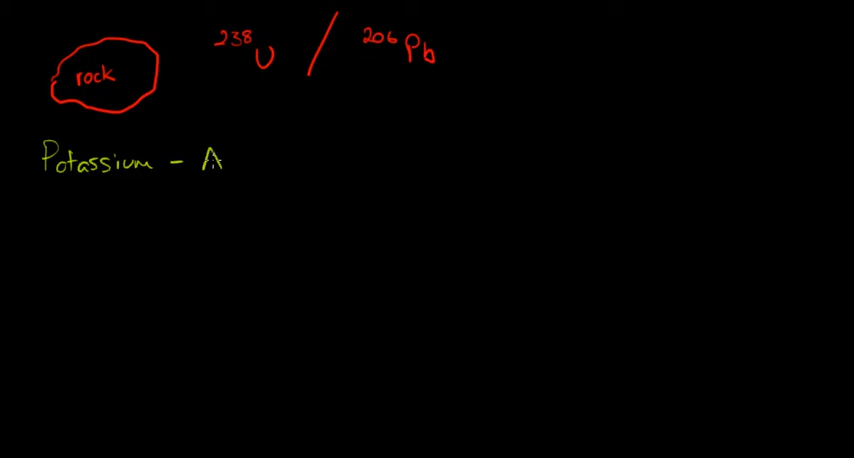 ²³⁸U / ²⁰⁶Pb
rock
Potassium - A